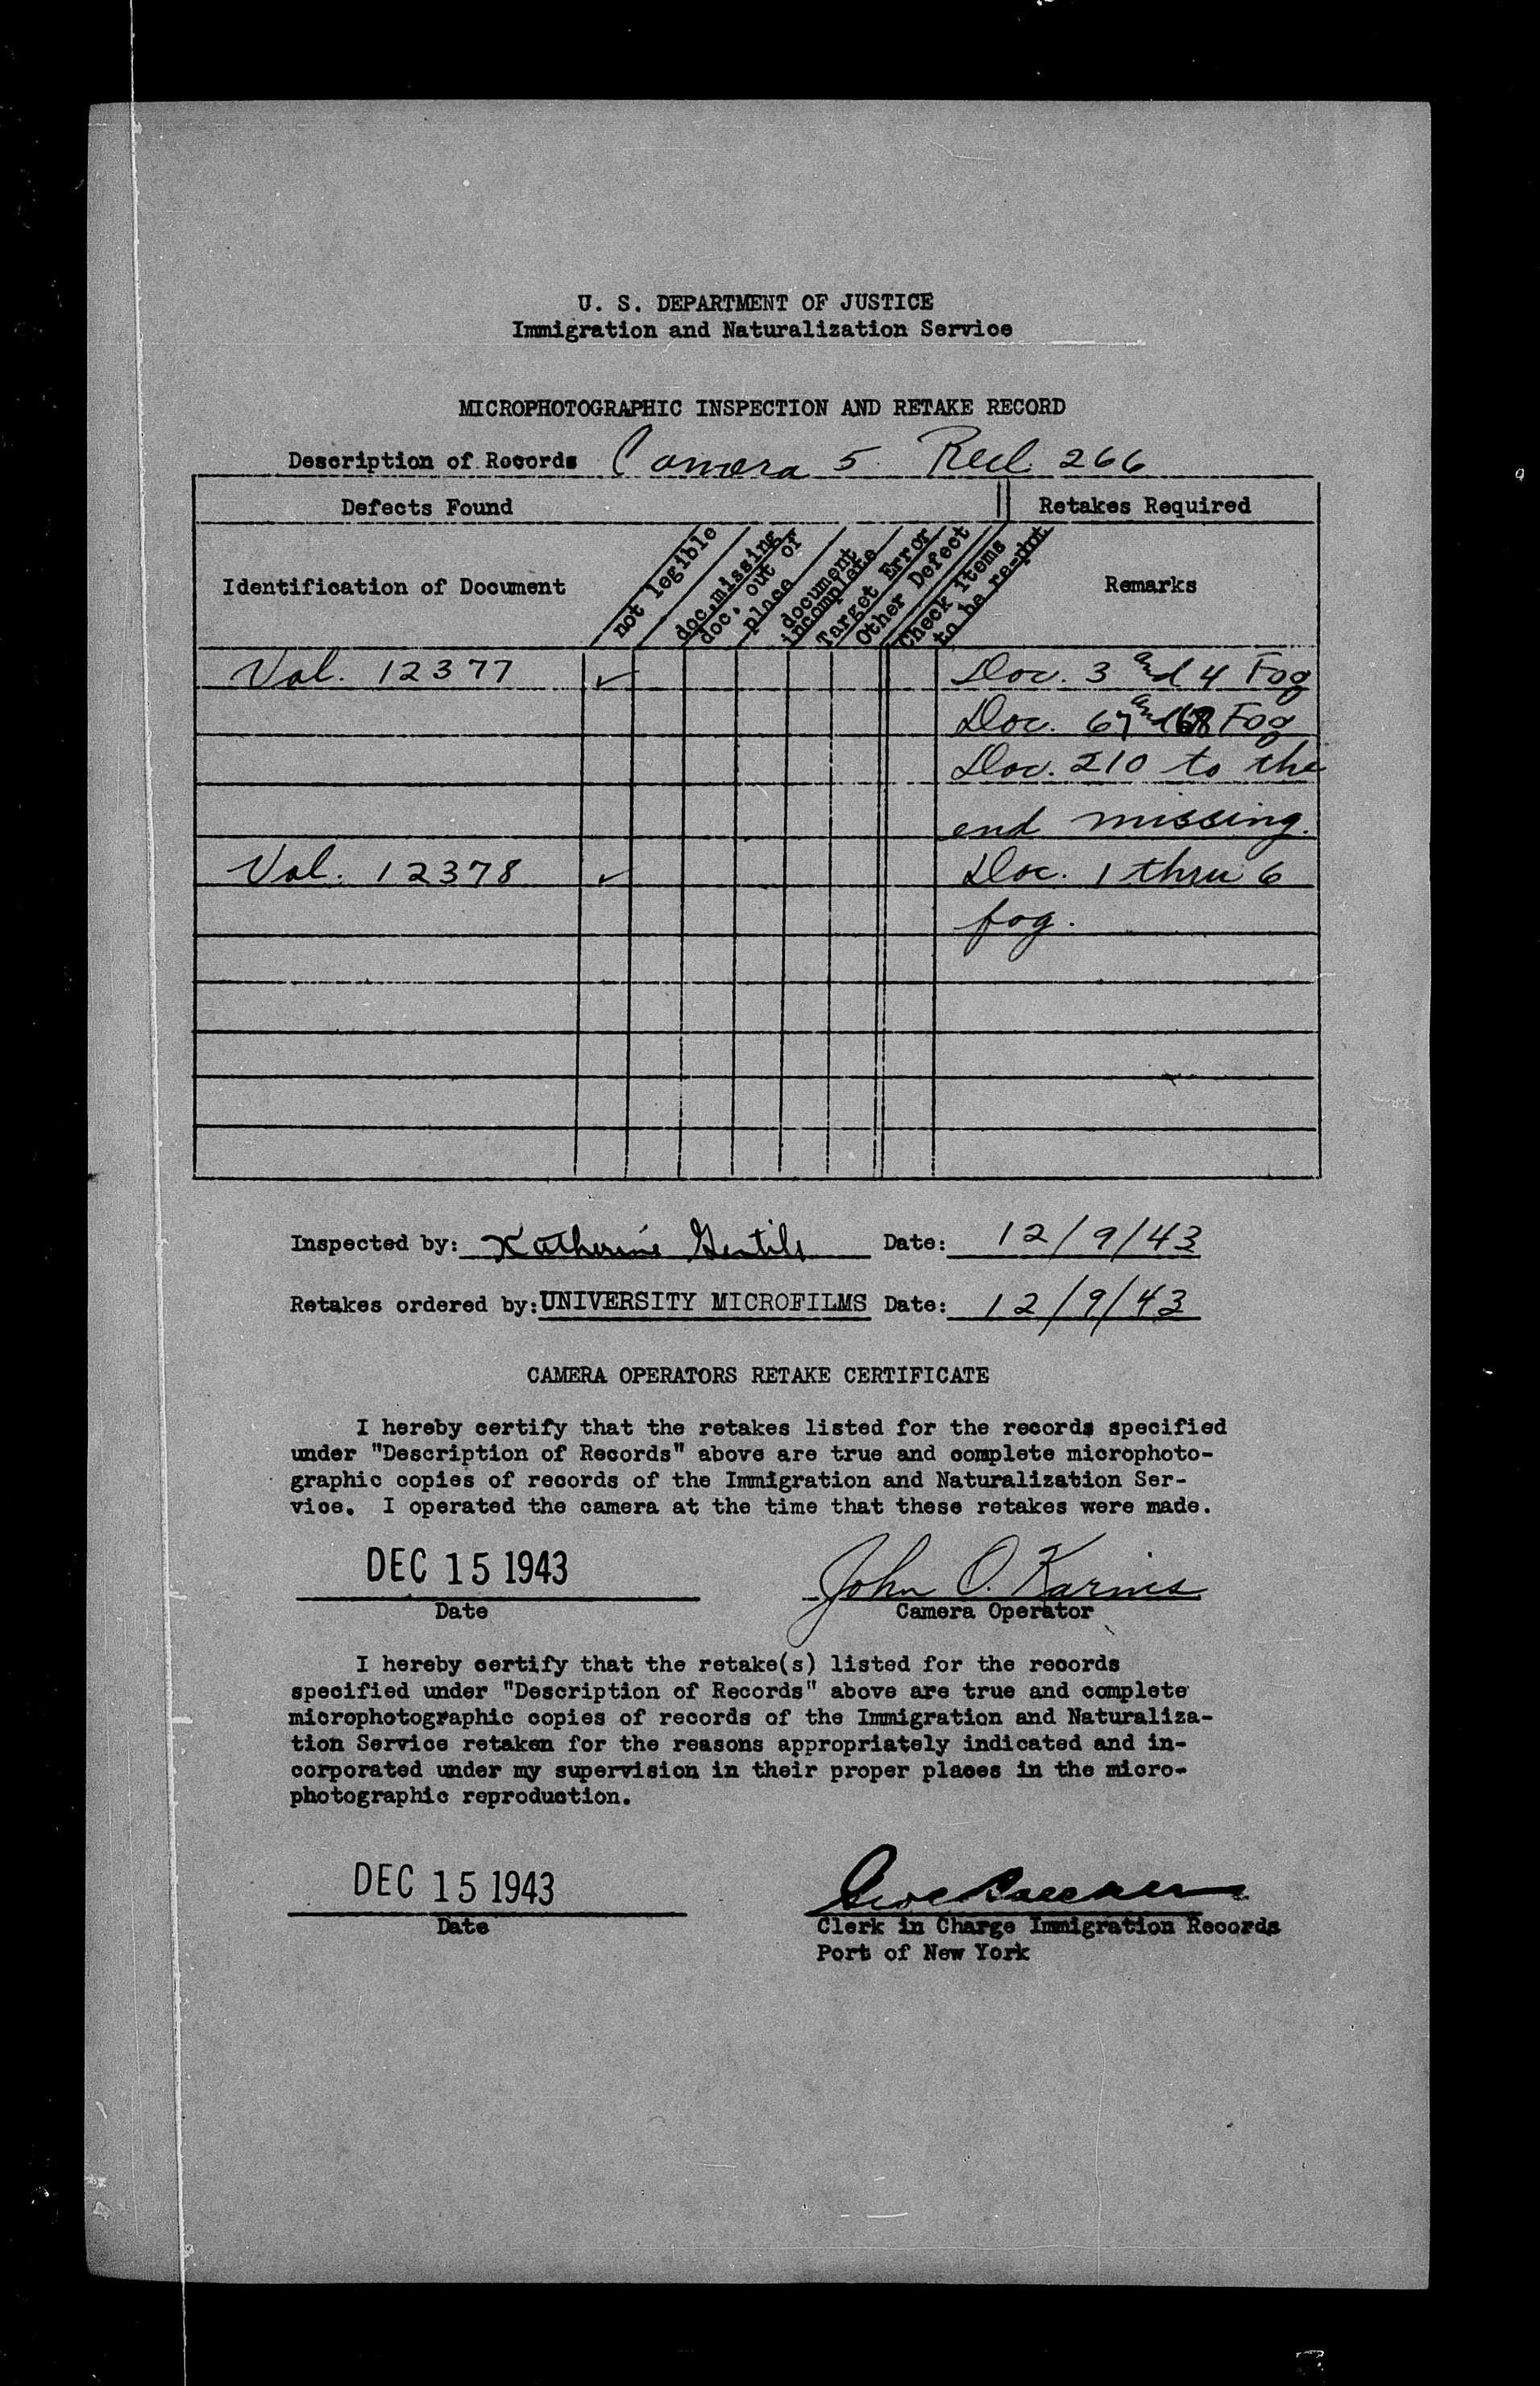 U. S. DEPARTMENT OF JUSTICE
Immigration and Naturalization Service
MICROPHOTOGRAPHIC INSPECTION AND RETAKE RECORD
Description of Records Camera 5 Reel 266
Defects Found
Retakes Required
Identification of Document
not legible
doc. missing
doc. out of
place
document
incomplete
Target Error
Other Defect
Check items
to be re-phot
Remarks
Vol. 12377 ✓ Doc. 3 and 4 Fog
Doc. 67 and 68 Fog
Doc. 210 to the
end missing.
Vol. 12378 ✓ Doc. 1 thru 6
fog.
Inspected by: Katherine Gentile Date: 12/9/43
Retakes ordered by: UNIVERSITY MICROFILMS Date: 12/9/43
CAMERA OPERATORS RETAKE CERTIFICATE
I hereby certify that the retakes listed for the records specified
under "Description of Records" above are true and complete microphoto-
graphic copies of records of the Immigration and Naturalization Ser-
vice. I operated the camera at the time that these retakes were made.
DEC 15 1943 John O.
Date Camera Operator
I hereby certify that the retake(s) listed for the records
specified under "Description of Records" above are true and complete
microphotographic copies of records of the Immigration and Naturaliza-
tion Service retaken for the reasons appropriately indicated and in-
corporated under my supervision in their proper places in the micro-
photographic reproduction.
DEC 15 1943
Date Clerk in Charge Immigration Records
Port of New York